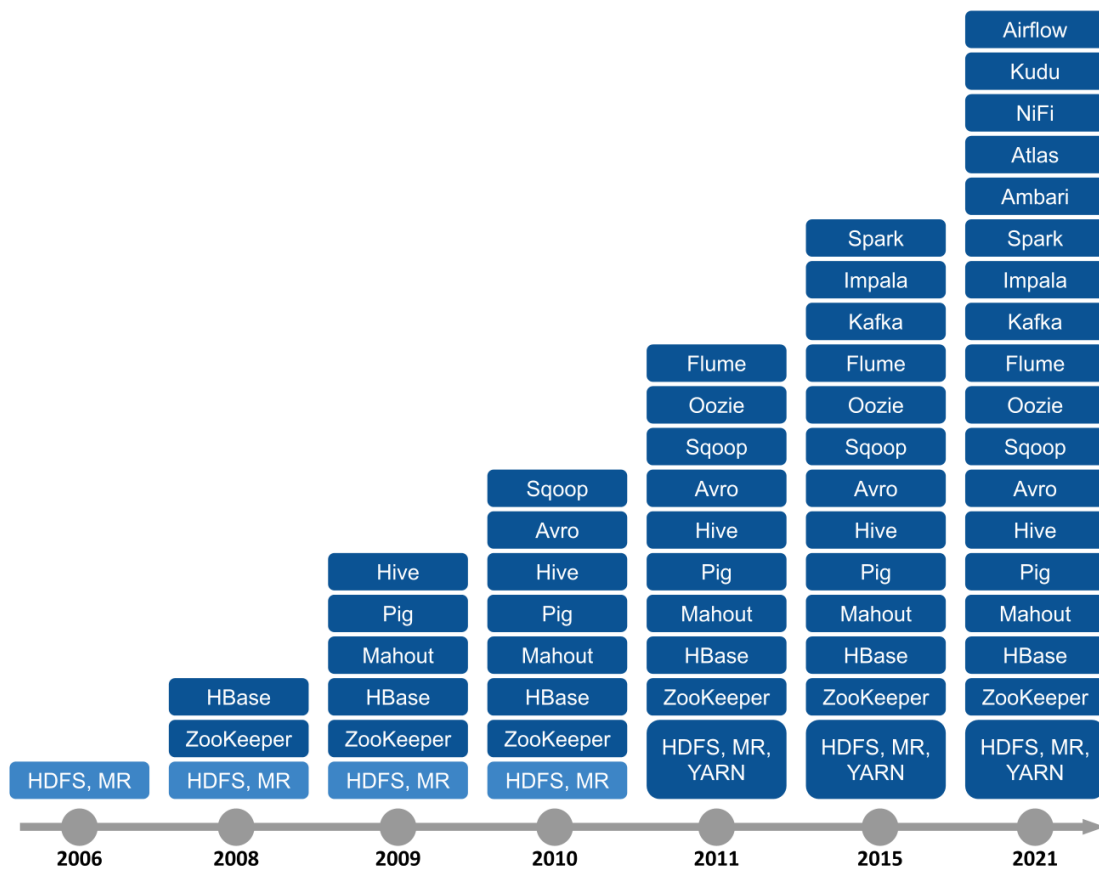 Airflow
Kudu
NiFi
Atlas
Ambari
Spark
Spark
Impala
Impala
Kafka
Kafka
Flume
Flume
Flume
Oozie
Oozie
Oozie
Sqoop
Sqoop
Sqoop
Sqoop
Avro
Avro
Avro
Avro
Hive
Hive
Hive
Hive
Hive
Pig
Pig
Pig
Pig
Pig
Mahout
Mahout
Mahout
Mahout
Mahout
HBase
HBase
HBase
HBase
HBase
HBase
ZooKeeper
ZooKeeper
ZooKeeper
ZooKeeper
ZooKeeper
ZooKeeper
HDFS, MR
HDFS, MR
HDFS, MR
HDFS, MR
HDFS, MR,
YARN
HDFS, MR,
YARN
HDFS, MR,
YARN
2006
2008
2009
2010
2011
2015
2021